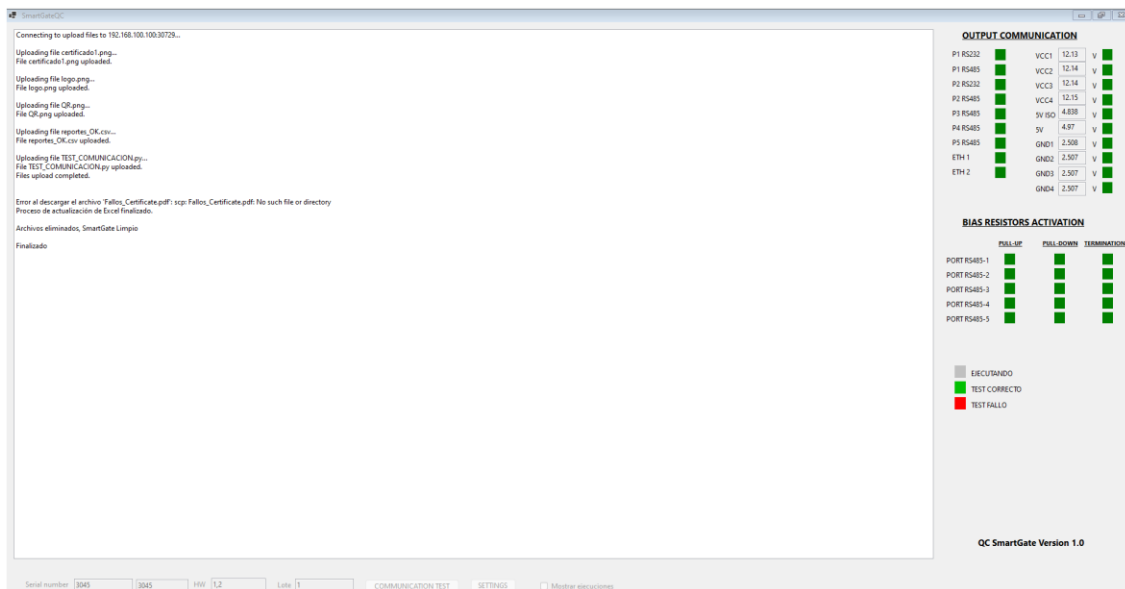 SmartGateQC
Connecting to upload files to 192.168.100.100:30729...
Uploading file certificado1.png...
File certificado1.png uploaded.
Uploading file logo.png...
File logo.png uploaded.
Uploading file QR.png...
File QR.png uploaded.
Uploading file reportes_OK.csv...
File reportes_OK.csv uploaded.
Uploading file TEST_COMUNICACION.py...
File TEST_COMUNICACION.py uploaded.
Files upload completed.
Error al descargar el archivo 'Fallos_Certificate.pdf': scp: Fallos_Certificate.pdf: No such file or directory
Proceso de actualización de Excel finalizado.
Archivos eliminados, SmartGate Limpio
Finalizado
OUTPUT COMMUNICATION
P1 RS232 VCC1 12.13 V
P1 RS485 VCC2 12.14 V
P2 RS232 VCC3 12.14 V
P2 RS485 VCC4 12.15 V
P3 RS485 5V ISO 4.838 V
P4 RS485 5V 4.97 V
P5 RS485 GND1 2.508 V
ETH 1 GND2 2.507 V
ETH 2 GND3 2.507 V
GND4 2.507 V
BIAS RESISTORS ACTIVATION
PULL-UP PULL-DOWN TERMINATION
PORT RS485-1
PORT RS485-2
PORT RS485-3
PORT RS485-4
PORT RS485-5
EJECUTANDO
TEST CORRECTO
TEST FALLO
QC SmartGate Version 1.0
Serial number 3045 3045 HW 1,2 Lote 1 COMMUNICATION TEST SETTINGS Mostrar ejecuciones